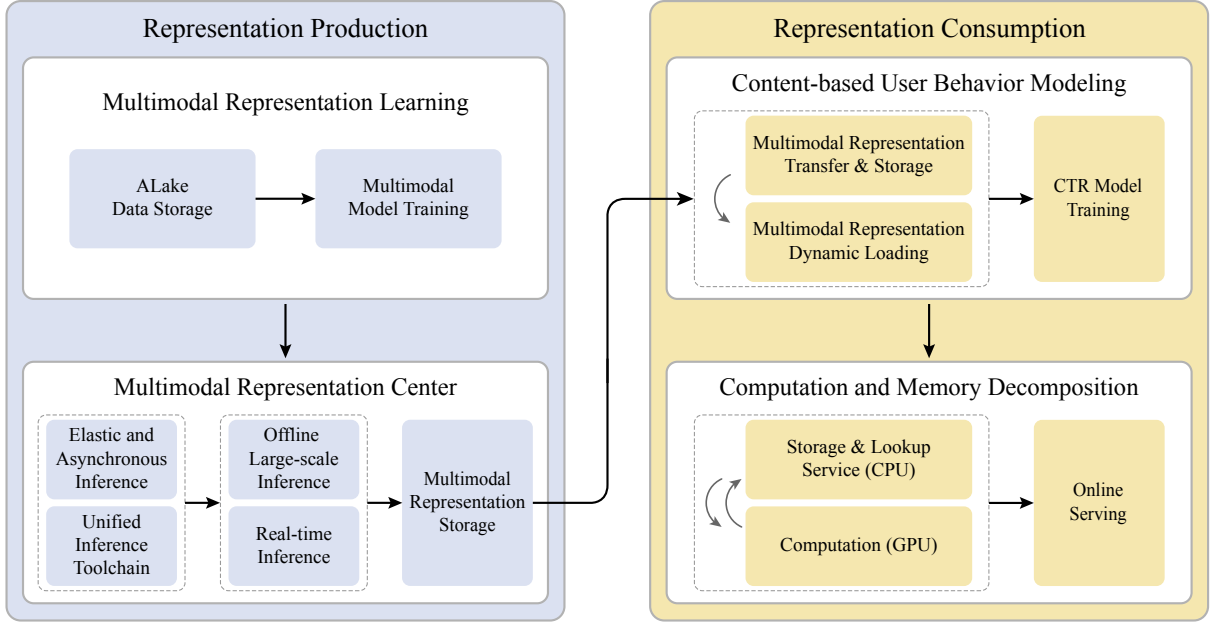 Representation Production
Multimodal Representation Learning
ALake
Data Storage
Multimodal
Model Training
Multimodal Representation Center
Elastic and
Asynchronous
Inference
Unified
Inference
Toolchain
Offline
Large-scale
Inference
Real-time
Inference
Multimodal
Representation
Storage
Representation Consumption
Content-based User Behavior Modeling
Multimodal Representation
Transfer & Storage
Multimodal Representation
Dynamic Loading
CTR Model
Training
Computation and Memory Decomposition
Storage & Lookup
Service (CPU)
Computation (GPU)
Online
Serving